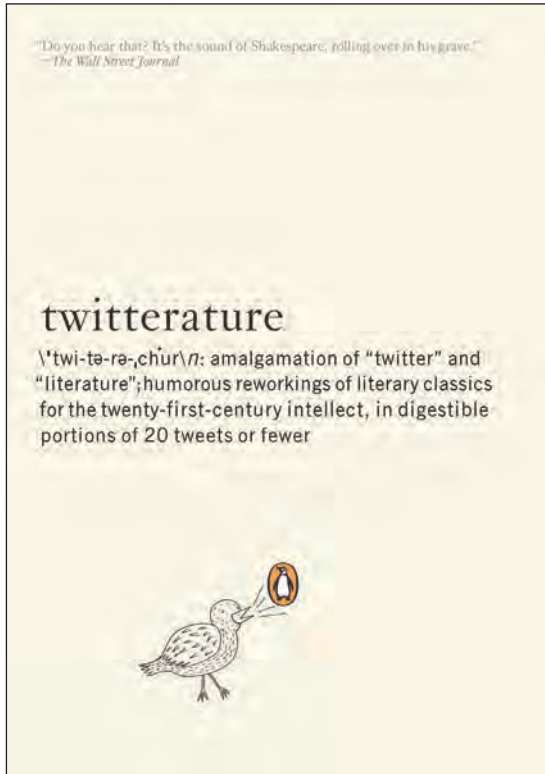 "Do you hear that? It's the sound of Shakespeare, rolling over in his grave."
—The Wall Street Journal
twitterature
\ˈtwi-tə-rə-ˌchu̇r\n: amalgamation of "twitter" and
"literature"; humorous reworkings of literary classics
for the twenty-first-century intellect, in digestible
portions of 20 tweets or fewer